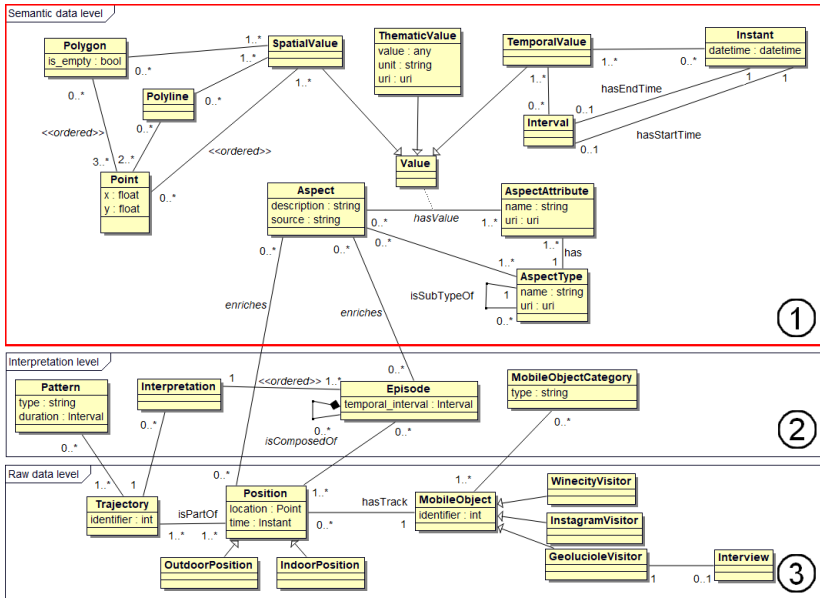 Semantic data level
Polygon
is_empty : bool
1..*
0..*
SpatialValue
1..*
1..*
ThematicValue
value : any
unit : string
uri : uri
TemporalValue
1..*
0..*
Instant
datetime : datetime
0..*
Polyline
0..*
0..*
1..*
0..*
hasEndTime
1
1
<<ordered>>
<<ordered>>
Interval
0..1
0..1
hasStartTime
3..*
2..*
Point
x : float
y : float
0..*
Value
Aspect
description : string
source : string
0..*
hasValue
1..*
AspectAttribute
name : string
uri : uri
0..*
0..*
0..*
1..*
has
1
1..*
AspectType
name : string
uri : uri
isSubTypeOf
1
0..*
enriches
enriches
1
Interpretation level
Pattern
type : string
duration : Interval
Interpretation
1
<<ordered>>
1..*
0..*
Episode
temporal_interval : Interval
MobileObjectCategory
type : string
0..*
0..*
0..*
isComposedOf
0..*
0..*
2
Raw data level
1..*
1
Trajectory
identifier : int
isPartOf
1..*
1..*
0..*
Position
location : Point
time : Instant
1..*
0..*
hasTrack
1
1..*
MobileObject
identifier : int
WinecityVisitor
InstagramVisitor
GeolucioleVisitor
1
0..1
Interview
OutdoorPosition
IndoorPosition
3